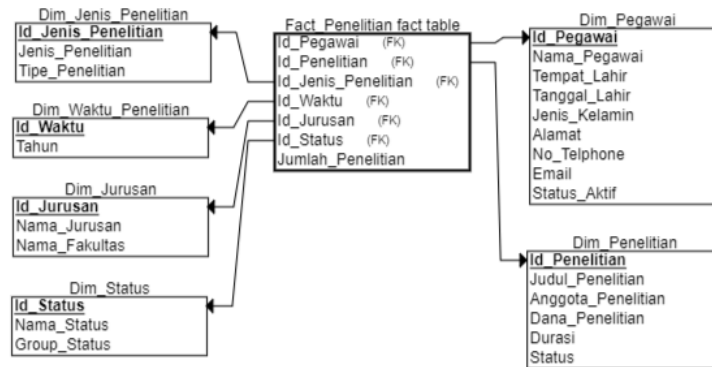 Dim_Jenis_Penelitian
Id_Jenis_Penelitian
Jenis_Penelitian
Tipe_Penelitian
Dim_Waktu_Penelitian
Id_Waktu
Tahun
Dim_Jurusan
Id_Jurusan
Nama_Jurusan
Nama_Fakultas
Dim_Status
Id_Status
Nama_Status
Group_Status
Fact_Penelitian fact table
Id_Pegawai (FK)
Id_Penelitian (FK)
Id_Jenis_Penelitian (FK)
Id_Waktu (FK)
Id_Jurusan (FK)
Id_Status (FK)
Jumlah_Penelitian
Dim_Pegawai
Id_Pegawai
Nama_Pegawai
Tempat_Lahir
Tanggal_Lahir
Jenis_Kelamin
Alamat
No_Telphone
Email
Status_Aktif
Dim_Penelitian
Id_Penelitian
Judul_Penelitian
Anggota_Penelitian
Dana_Penelitian
Durasi
Status